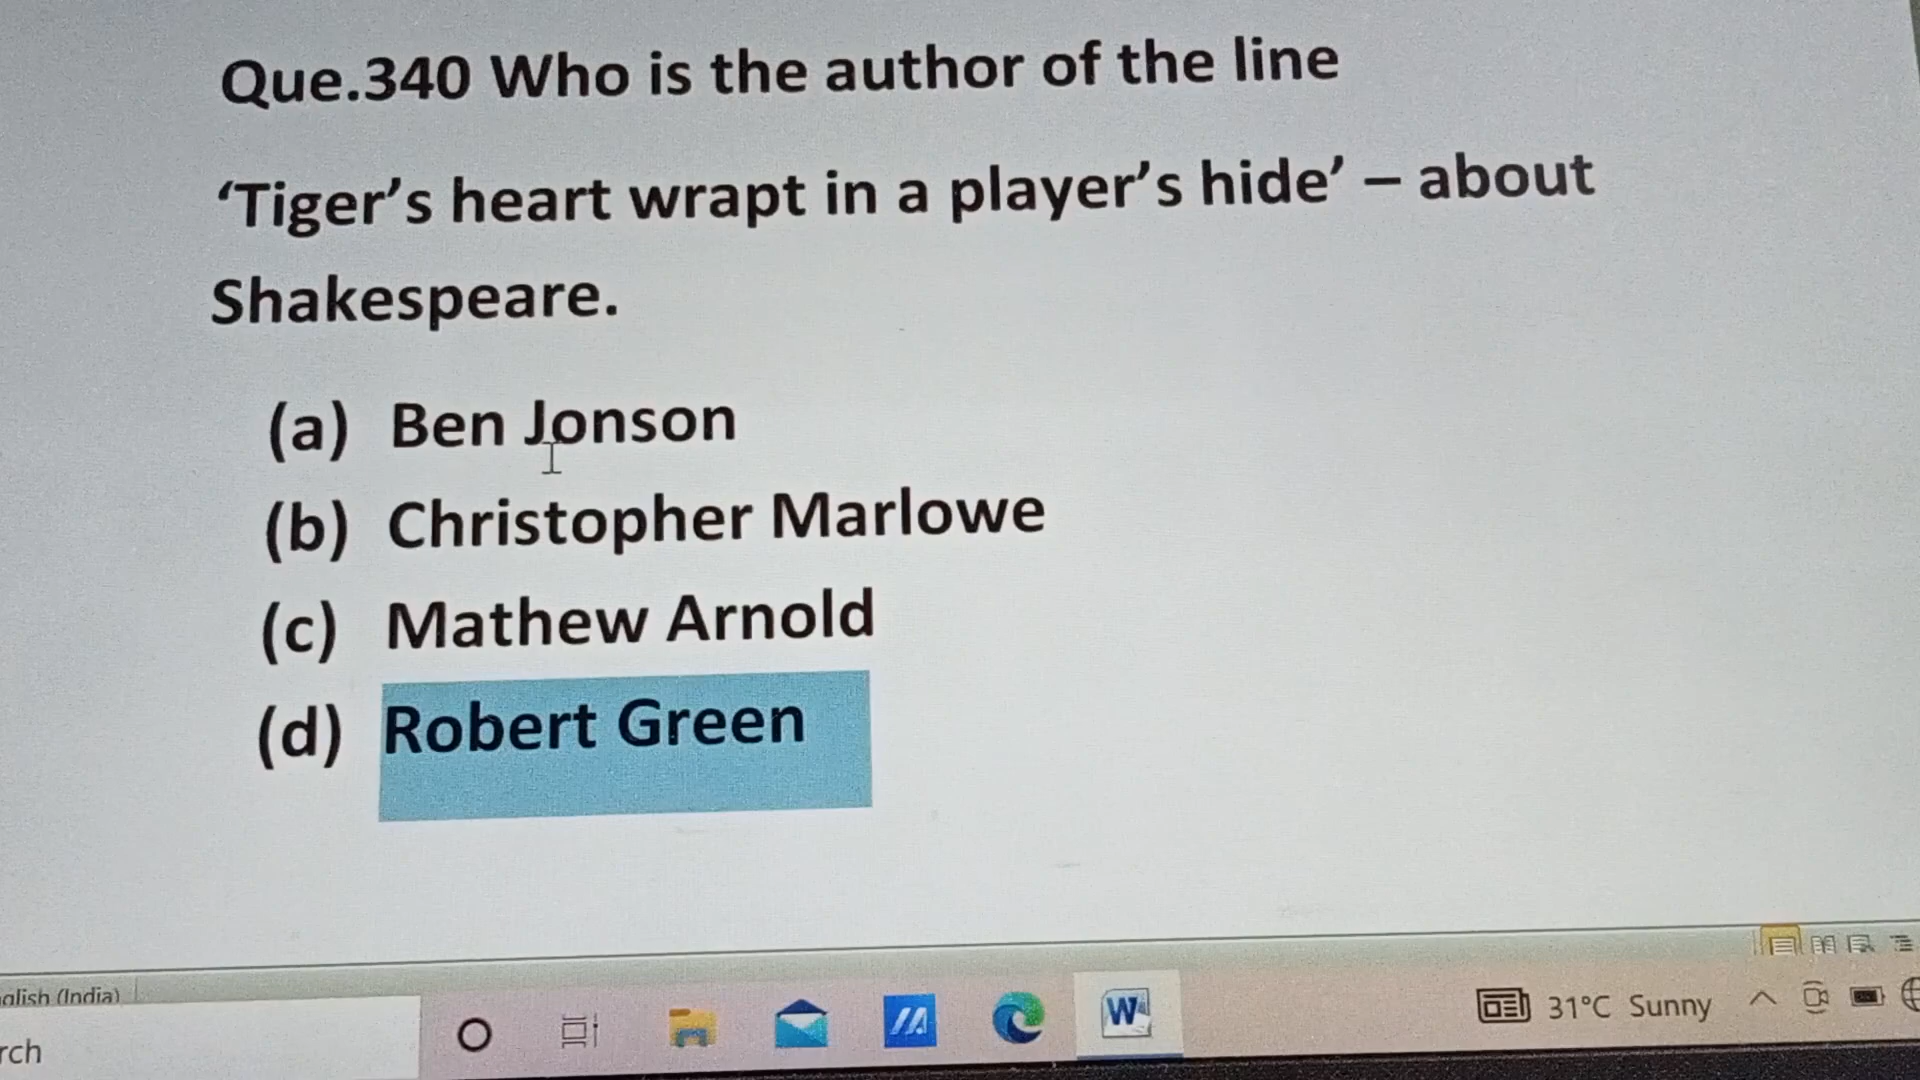 Que.340 Who is the author of the line
‘Tiger’s heart wrapt in a player’s hide’ – about
Shakespeare.
(a) Ben Jonson
(b) Christopher Marlowe
(c) Mathew Arnold
(d) Robert Green
glish (India)
rch
W
31°C Sunny